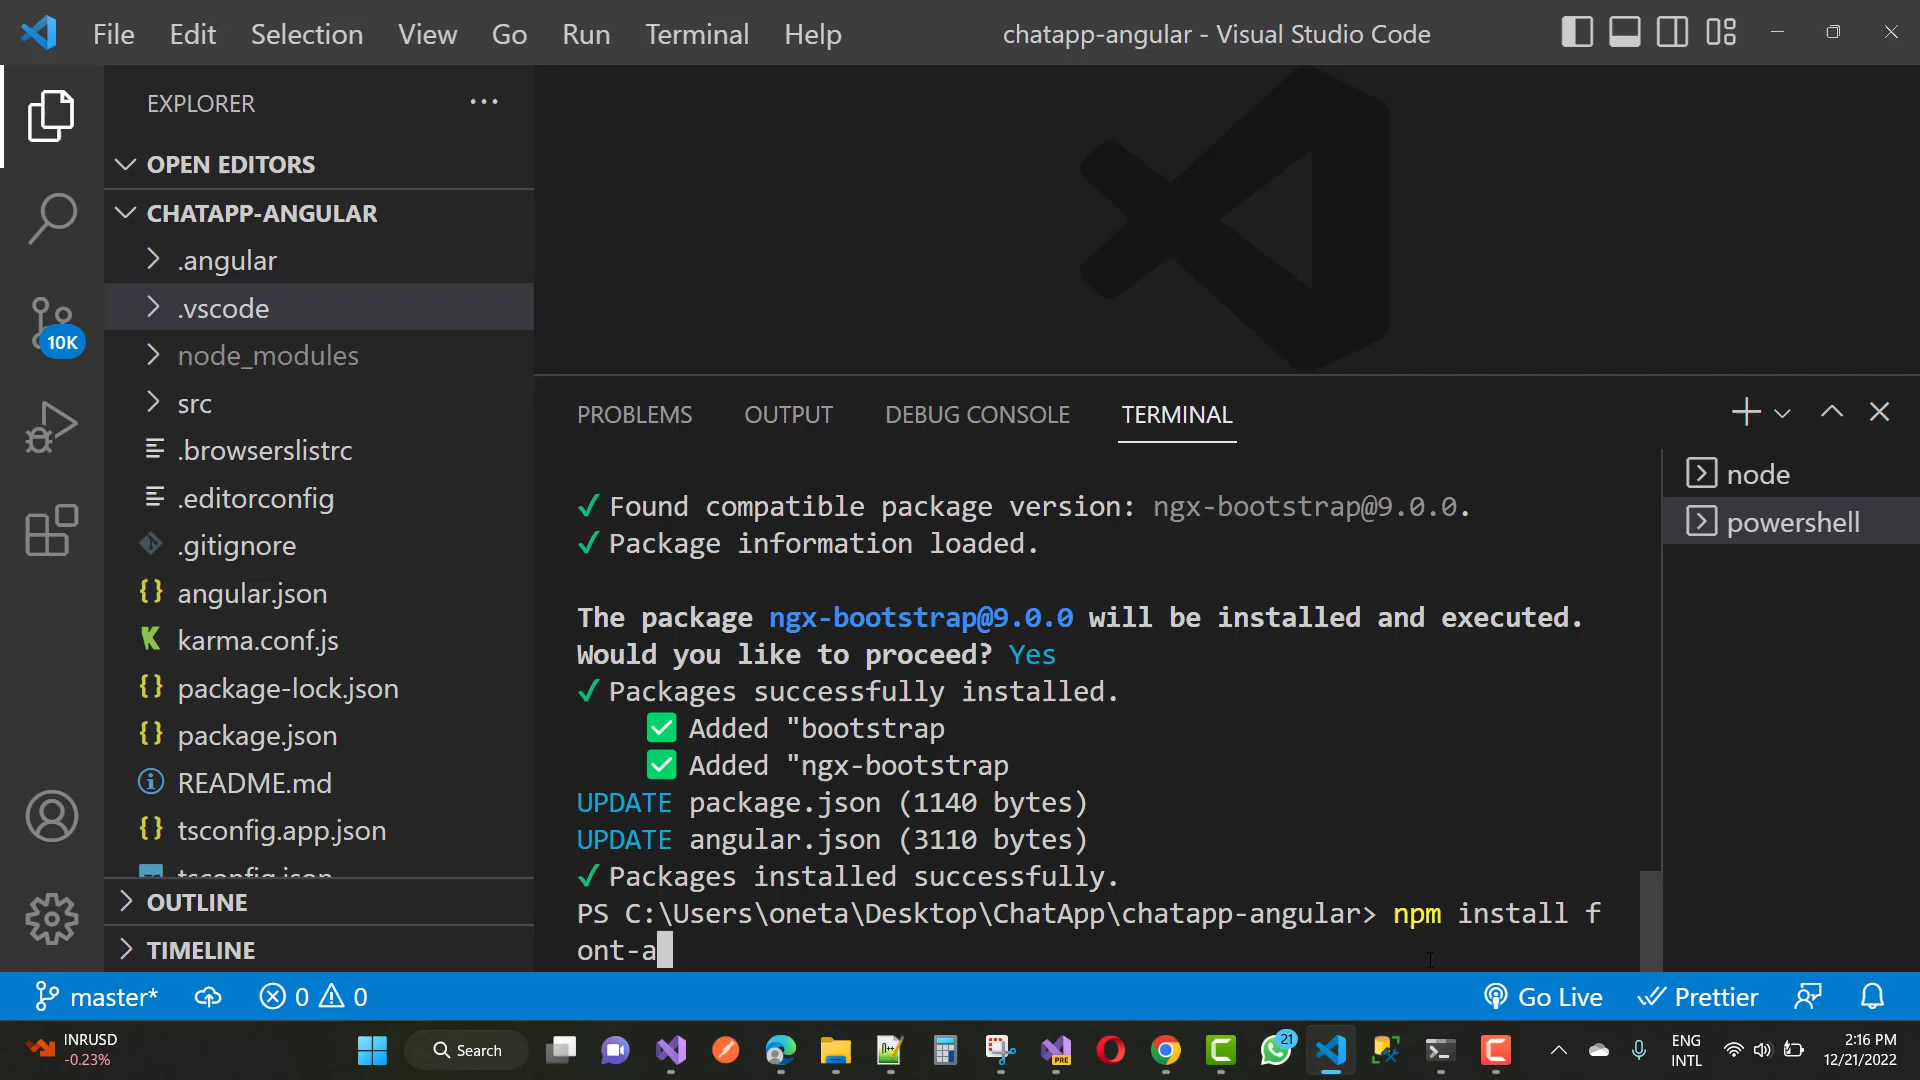 File Edit Selection View Go Run Terminal Help
chatapp-angular - Visual Studio Code
EXPLORER
OPEN EDITORS
CHATAPP-ANGULAR
.angular
.vscode
node_modules
src
.browserslistrc
.editorconfig
.gitignore
angular.json
karma.conf.js
package-lock.json
package.json
README.md
tsconfig.app.json
tsconfig.json
OUTLINE
TIMELINE
10K
PROBLEMS OUTPUT DEBUG CONSOLE TERMINAL
✓ Found compatible package version: ngx-bootstrap@9.0.0.
✓ Package information loaded.
The package ngx-bootstrap@9.0.0 will be installed and executed.
Would you like to proceed? Yes
✓ Packages successfully installed.
✅ Added "bootstrap
✅ Added "ngx-bootstrap
UPDATE package.json (1140 bytes)
UPDATE angular.json (3110 bytes)
✓ Packages installed successfully.
PS C:\Users\oneta\Desktop\ChatApp\chatapp-angular> npm install f
ont-a
node
powershell
master* 0 0
Go Live Prettier
INRUSD
-0.23%
Search
PRE
21
ENG
INTL
2:16 PM
12/21/2022